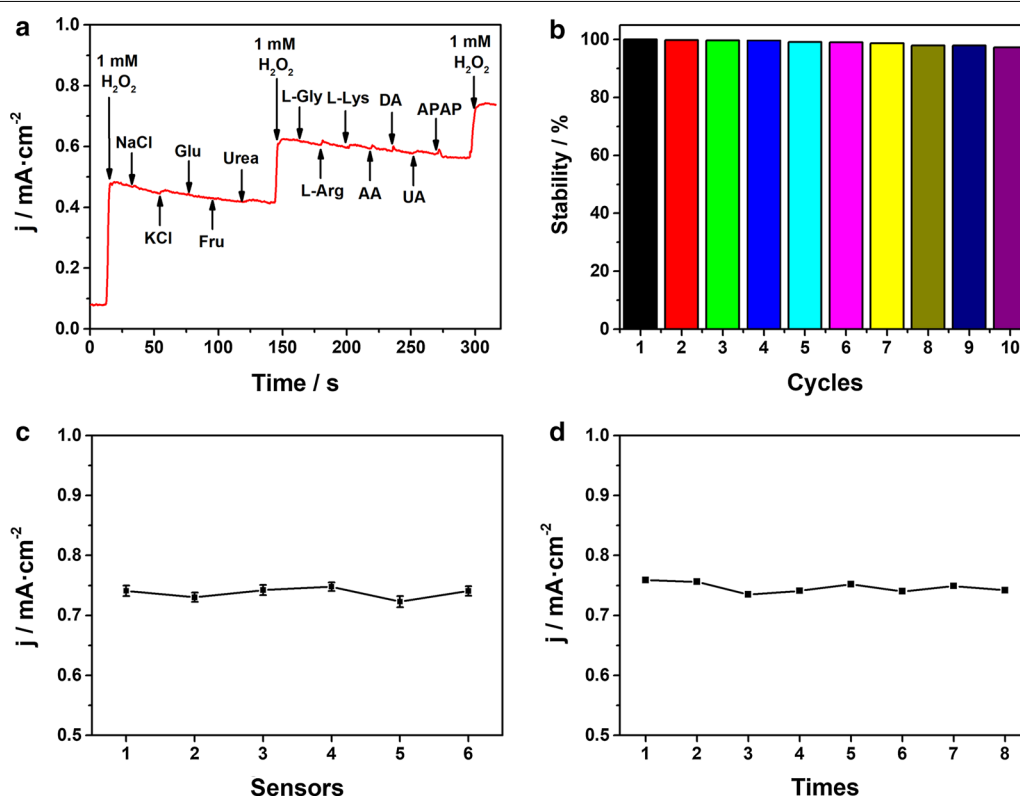 a
j / mA·cm⁻²
1.0
0.8
0.6
0.4
0.2
0.0
1 mM
H₂O₂
NaCl
KCl
Glu
Fru
Urea
1 mM
H₂O₂
L-Gly
L-Arg
L-Lys
AA
DA
UA
APAP
1 mM
H₂O₂
0 50 100 150 200 250 300
Time / s
b
Stability / %
100
80
60
40
20
0
1 2 3 4 5 6 7 8 9 10
Cycles
c
j / mA·cm⁻²
1.0
0.9
0.8
0.7
0.6
0.5
1 2 3 4 5 6
Sensors
d
j / mA·cm⁻²
1.0
0.9
0.8
0.7
0.6
0.5
1 2 3 4 5 6 7 8
Times